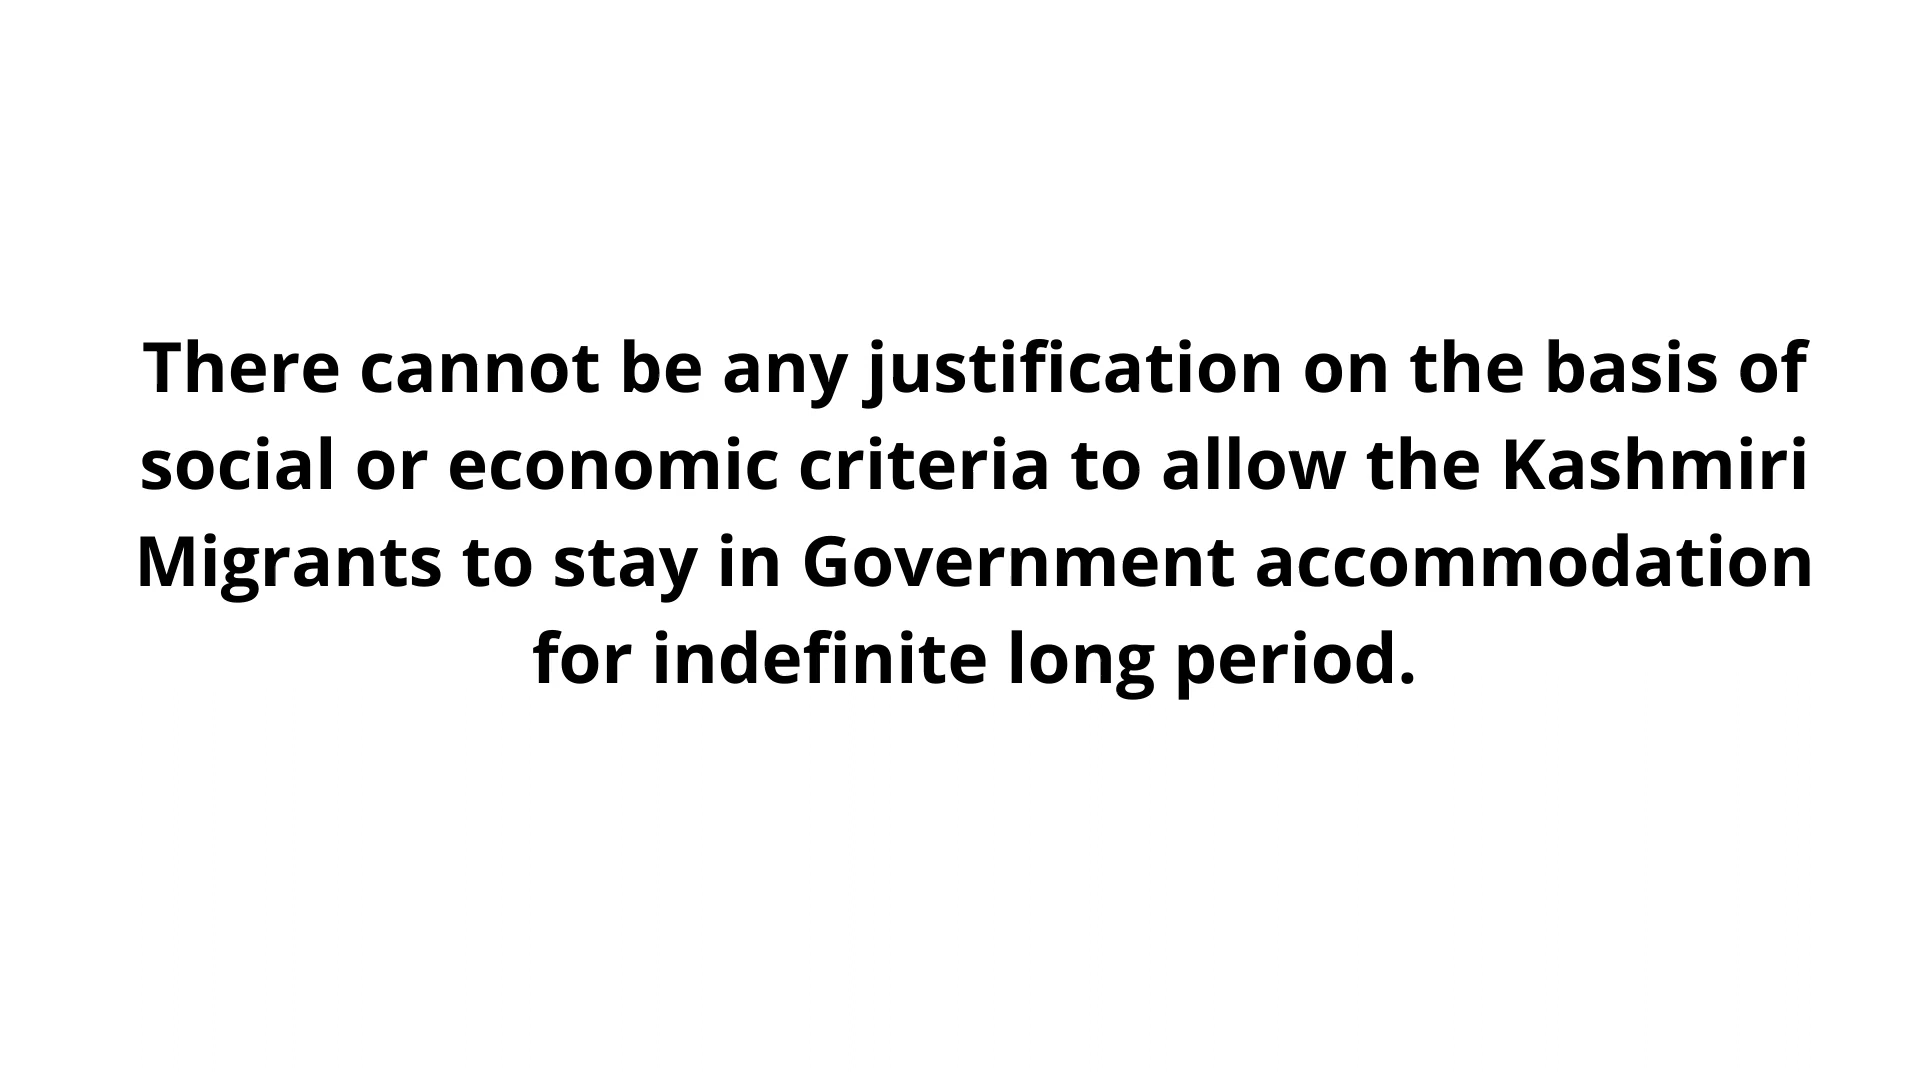 There cannot be any justification on the basis of
social or economic criteria to allow the Kashmiri
Migrants to stay in Government accommodation
for indefinite long period.